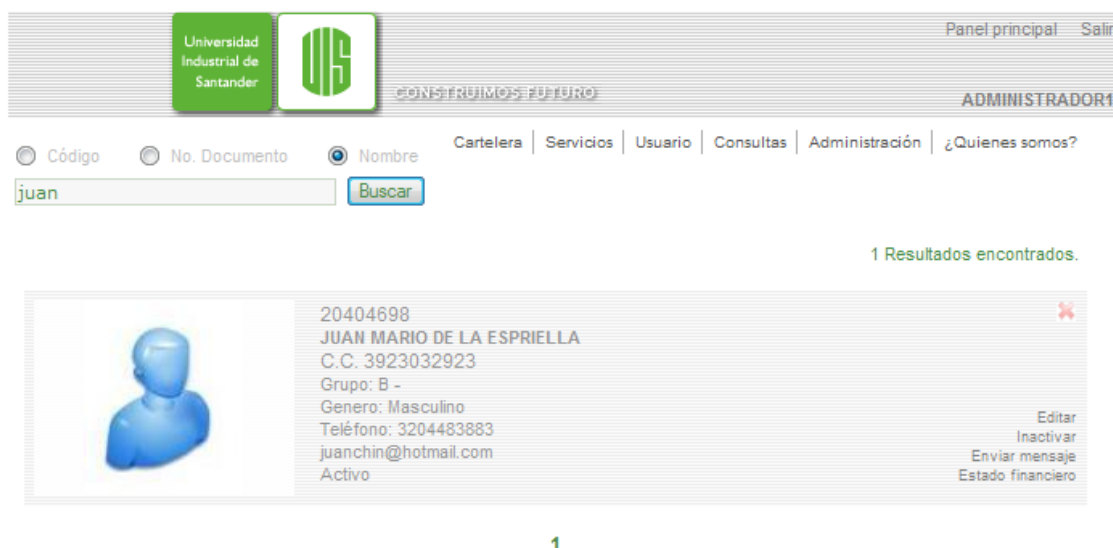 Universidad
Industrial de
Santander
UIS
CONSTRUIMOS FUTURO
Panel principal Salir
ADMINISTRADOR1
Cartelera Servicios Usuario Consultas Administración ¿Quienes somos?
Código No. Documento Nombre
juan Buscar
1 Resultados encontrados.
20404698
JUAN MARIO DE LA ESPRIELLA
C.C. 3923032923
Grupo: B -
Genero: Masculino
Teléfono: 3204483883
juanchin@hotmail.com
Activo
Editar
Inactivar
Enviar mensaje
Estado financiero
1